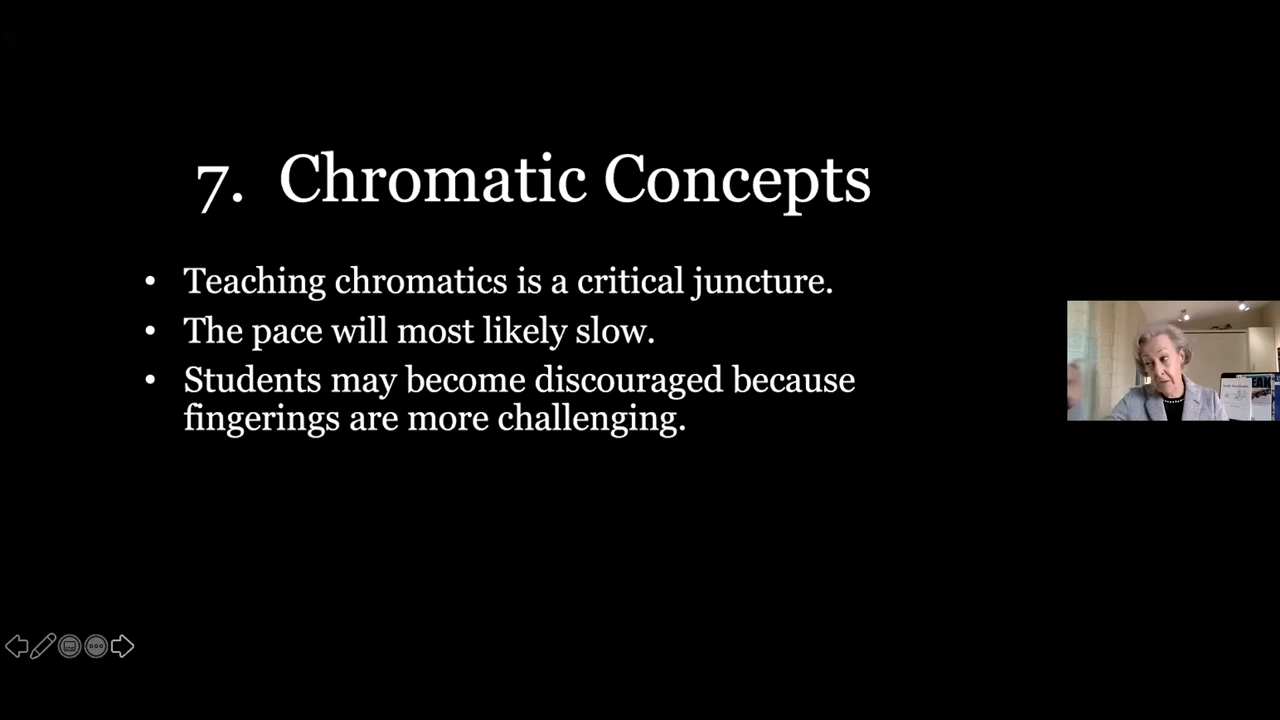 7. Chromatic Concepts
• Teaching chromatics is a critical juncture.
• The pace will most likely slow.
• Students may become discouraged because
fingerings are more challenging.